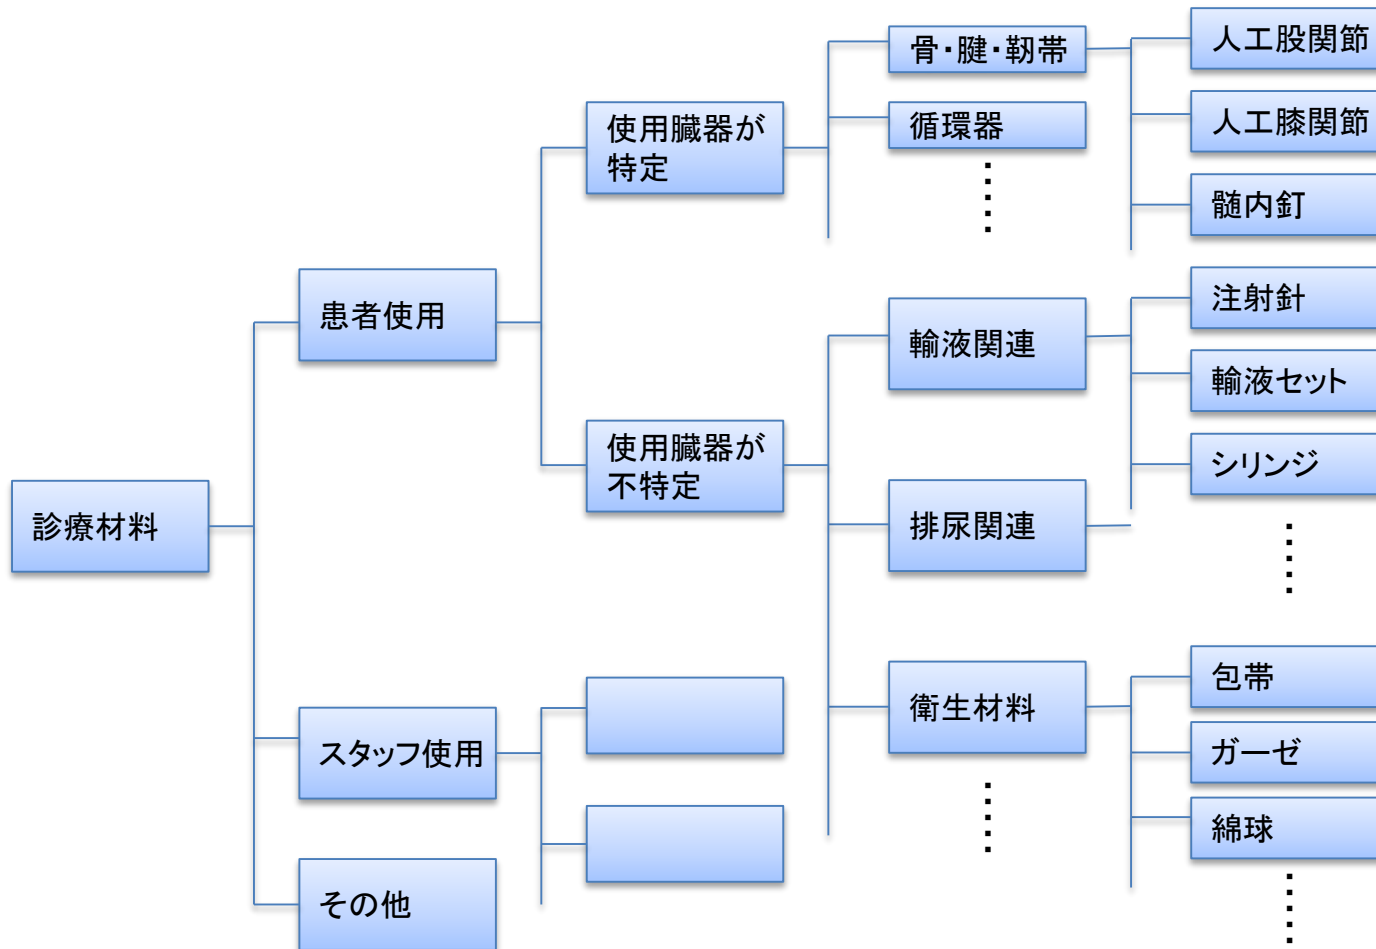 診療材料
患者使用
スタッフ使用
その他
使用臓器が
特定
使用臓器が
不特定
骨・腱・靭帯
循環器
輸液関連
排尿関連
衛生材料
人工股関節
人工膝関節
髄内釘
注射針
輸液セット
シリンジ
包帯
ガーゼ
綿球